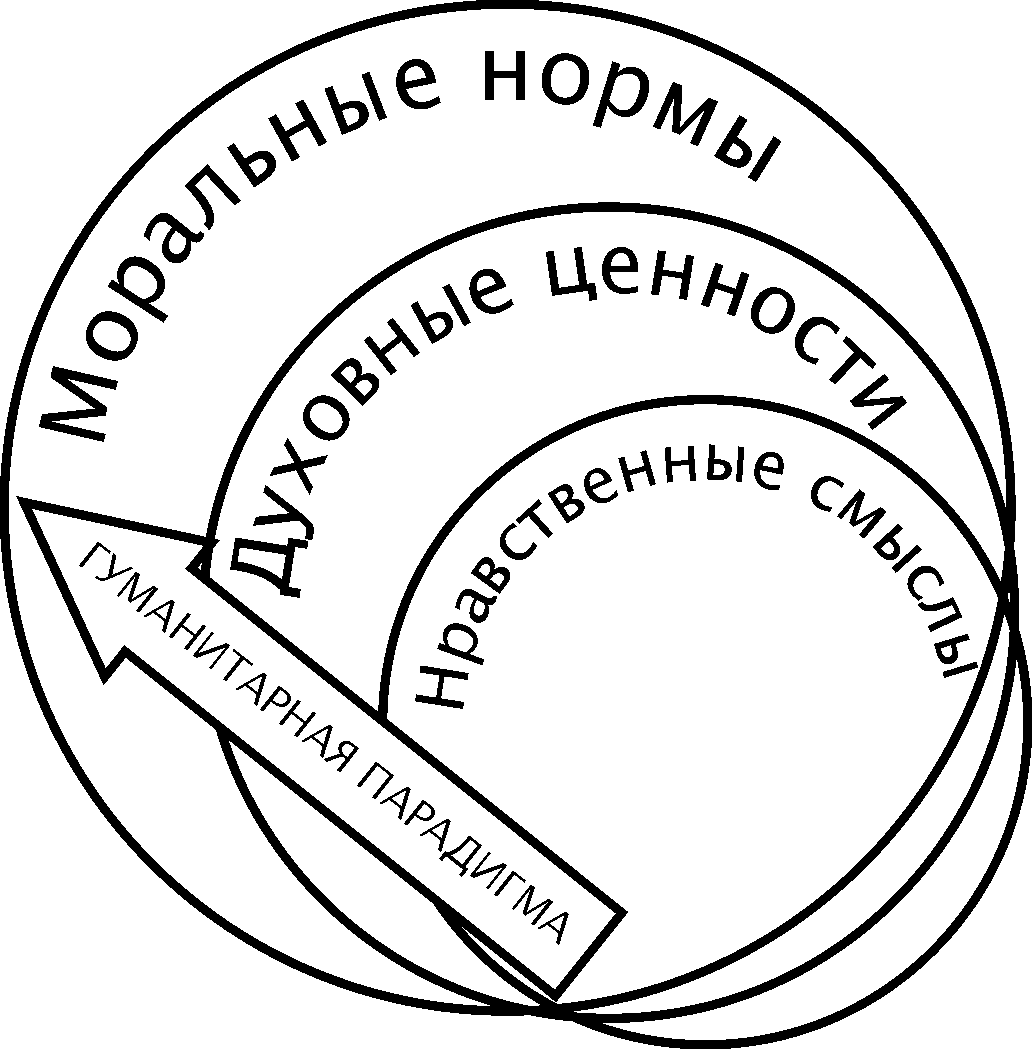 Моральные нормы
Духовные ценности
Нравственные смыслы
ГУМАНИТАРНАЯ ПАРАДИГМА